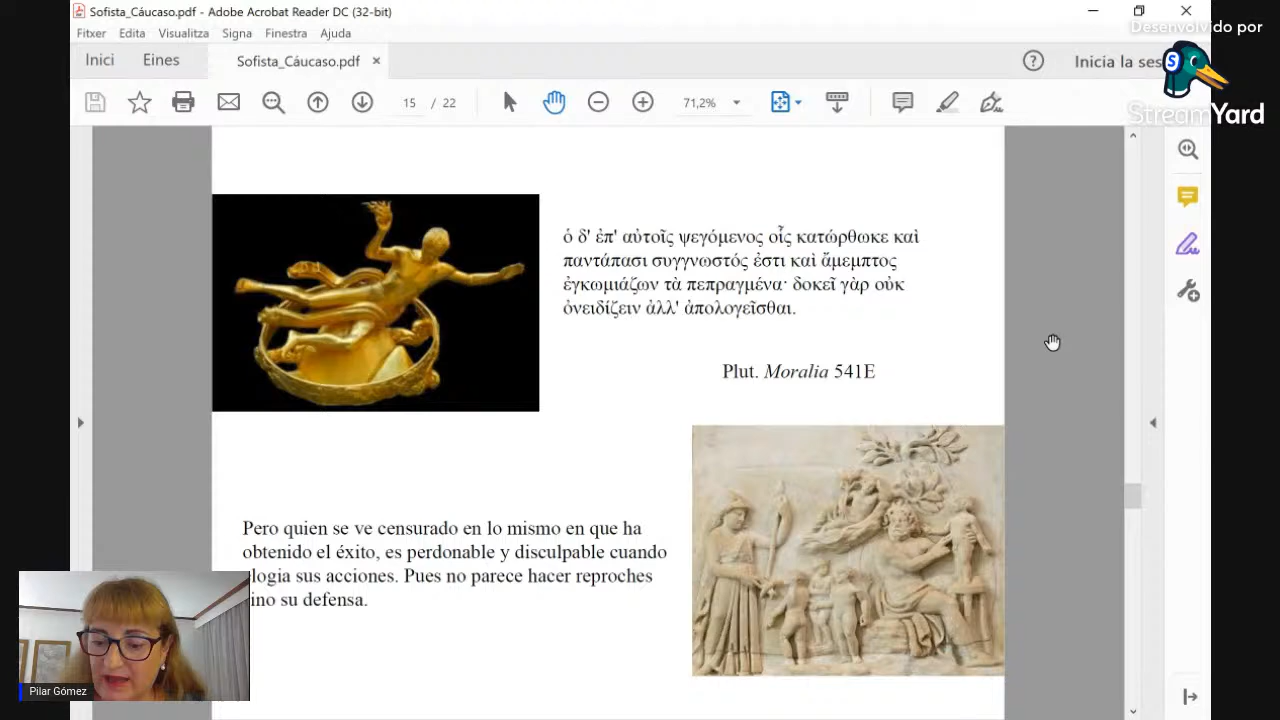 Sofista_Cáucaso.pdf - Adobe Acrobat Reader DC (32-bit)
Desenvolvido por
Fitxer Edita Visualitza Signa Finestra Ajuda
Inici Eines Sofista_Cáucaso.pdf Inicia la ses
StreamYard
15 / 22 71,2%
ὁ δ' ἐπ' αὐτοῖς ψεγόμενος οἷς κατώρθωκε καὶ
παντάπασι συγγνωστός ἐστι καὶ ἄμεμπτος
ἐγκωμιάζων τὰ πεπραγμένα· δοκεῖ γὰρ οὐκ
ὀνειδίζειν ἀλλ' ἀπολογεῖσθαι.
Plut. Moralia 541E
Pero quien se ve censurado en lo mismo en que ha
obtenido el éxito, es perdonable y disculpable cuando
logia sus acciones. Pues no parece hacer reproches
ino su defensa.
Pilar Gómez